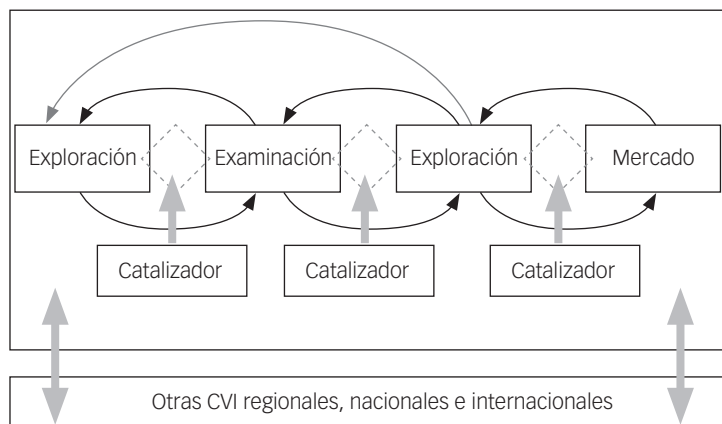 Exploración
Examinación
Exploración
Mercado
Catalizador
Catalizador
Catalizador
Otras CVI regionales, nacionales e internacionales